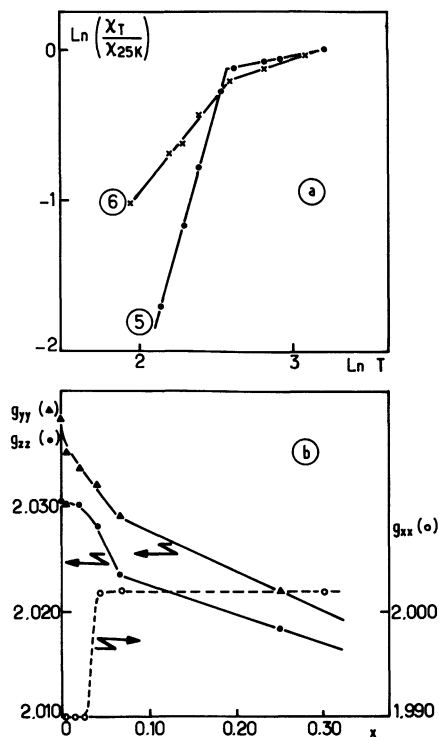 Ln(χT/χ25K)
0
-1
-2
6
5
a
2
3
Ln T
gyy (▲)
gzz (●)
b
2.030
2.020
2.010
gxx (o)
2.000
1.990
0
0.10
0.20
0.30
x